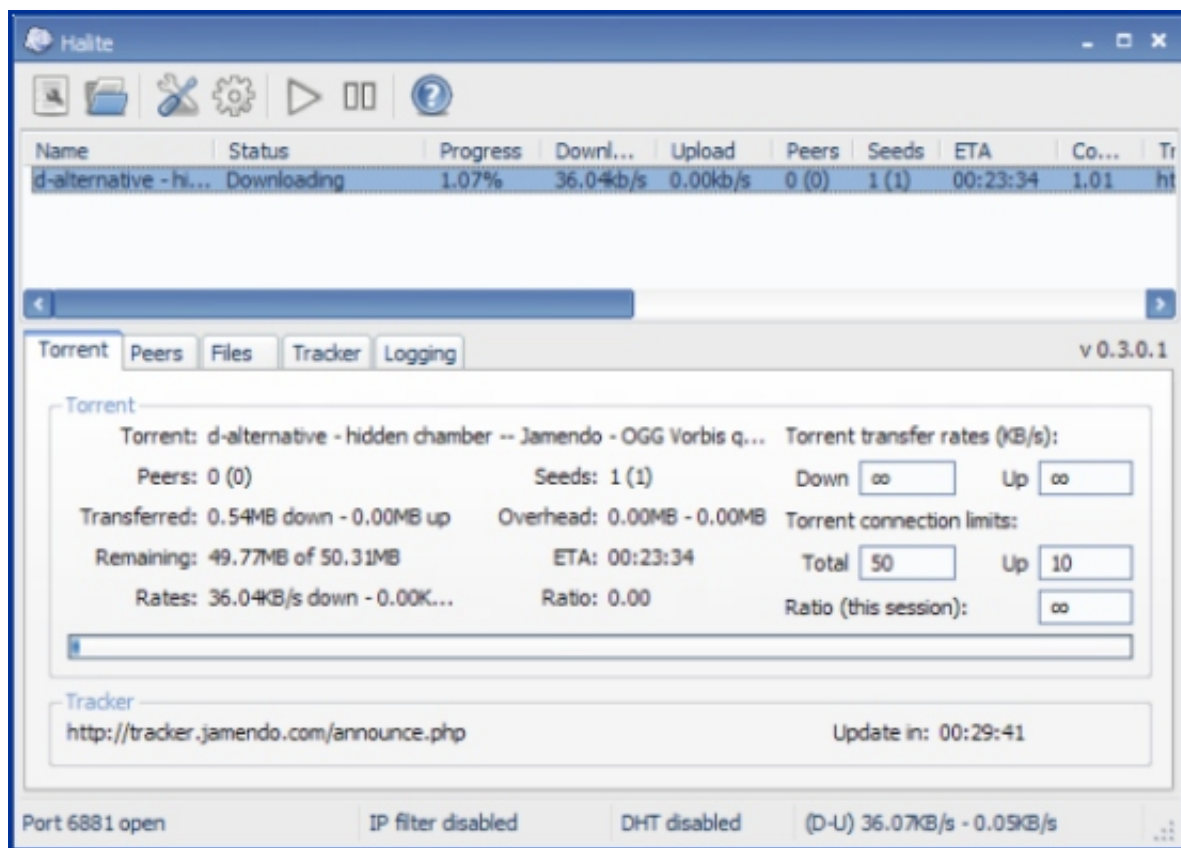 Halite
Name Status Progress Downl... Upload Peers Seeds ETA Co... Tr
d-alternative - hi... Downloading 1.07% 36.04kb/s 0.00kb/s 0 (0) 1 (1) 00:23:34 1.01 ht
Torrent Peers Files Tracker Logging v 0.3.0.1
Torrent
Torrent: d-alternative - hidden chamber -- Jamendo - OGG Vorbis q... Torrent transfer rates (KB/s):
Peers: 0 (0) Seeds: 1 (1) Down ∞ Up ∞
Transferred: 0.54MB down - 0.00MB up Overhead: 0.00MB - 0.00MB Torrent connection limits:
Remaining: 49.77MB of 50.31MB ETA: 00:23:34 Total 50 Up 10
Rates: 36.04KB/s down - 0.00K... Ratio: 0.00 Ratio (this session): ∞
Tracker
http://tracker.jamendo.com/announce.php Update in: 00:29:41
Port 6881 open IP filter disabled DHT disabled (D-U) 36.07KB/s - 0.05KB/s